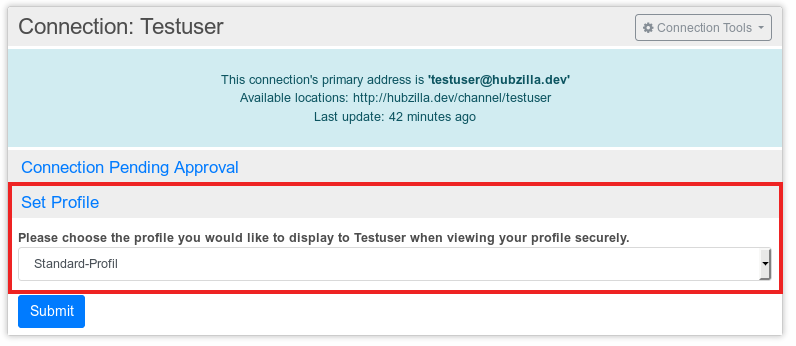 Connection: Testuser
Connection Tools
This connection's primary address is 'testuser@hubzilla.dev'
Available locations: http://hubzilla.dev/channel/testuser
Last update: 42 minutes ago
Connection Pending Approval
Set Profile
Please choose the profile you would like to display to Testuser when viewing your profile securely.
Standard-Profil
Submit